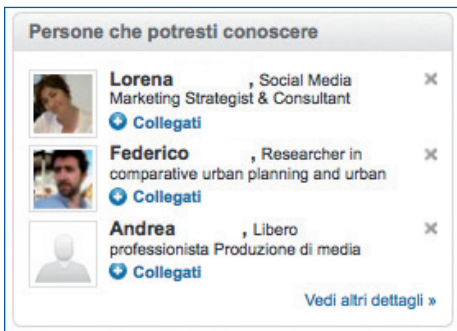 Persone che potresti conoscere
Lorena , Social Media
Marketing Strategist & Consultant
Collegati
Federico , Researcher in
comparative urban planning and urban
Collegati
Andrea , Libero
professionista Produzione di media
Collegati
Vedi altri dettagli »